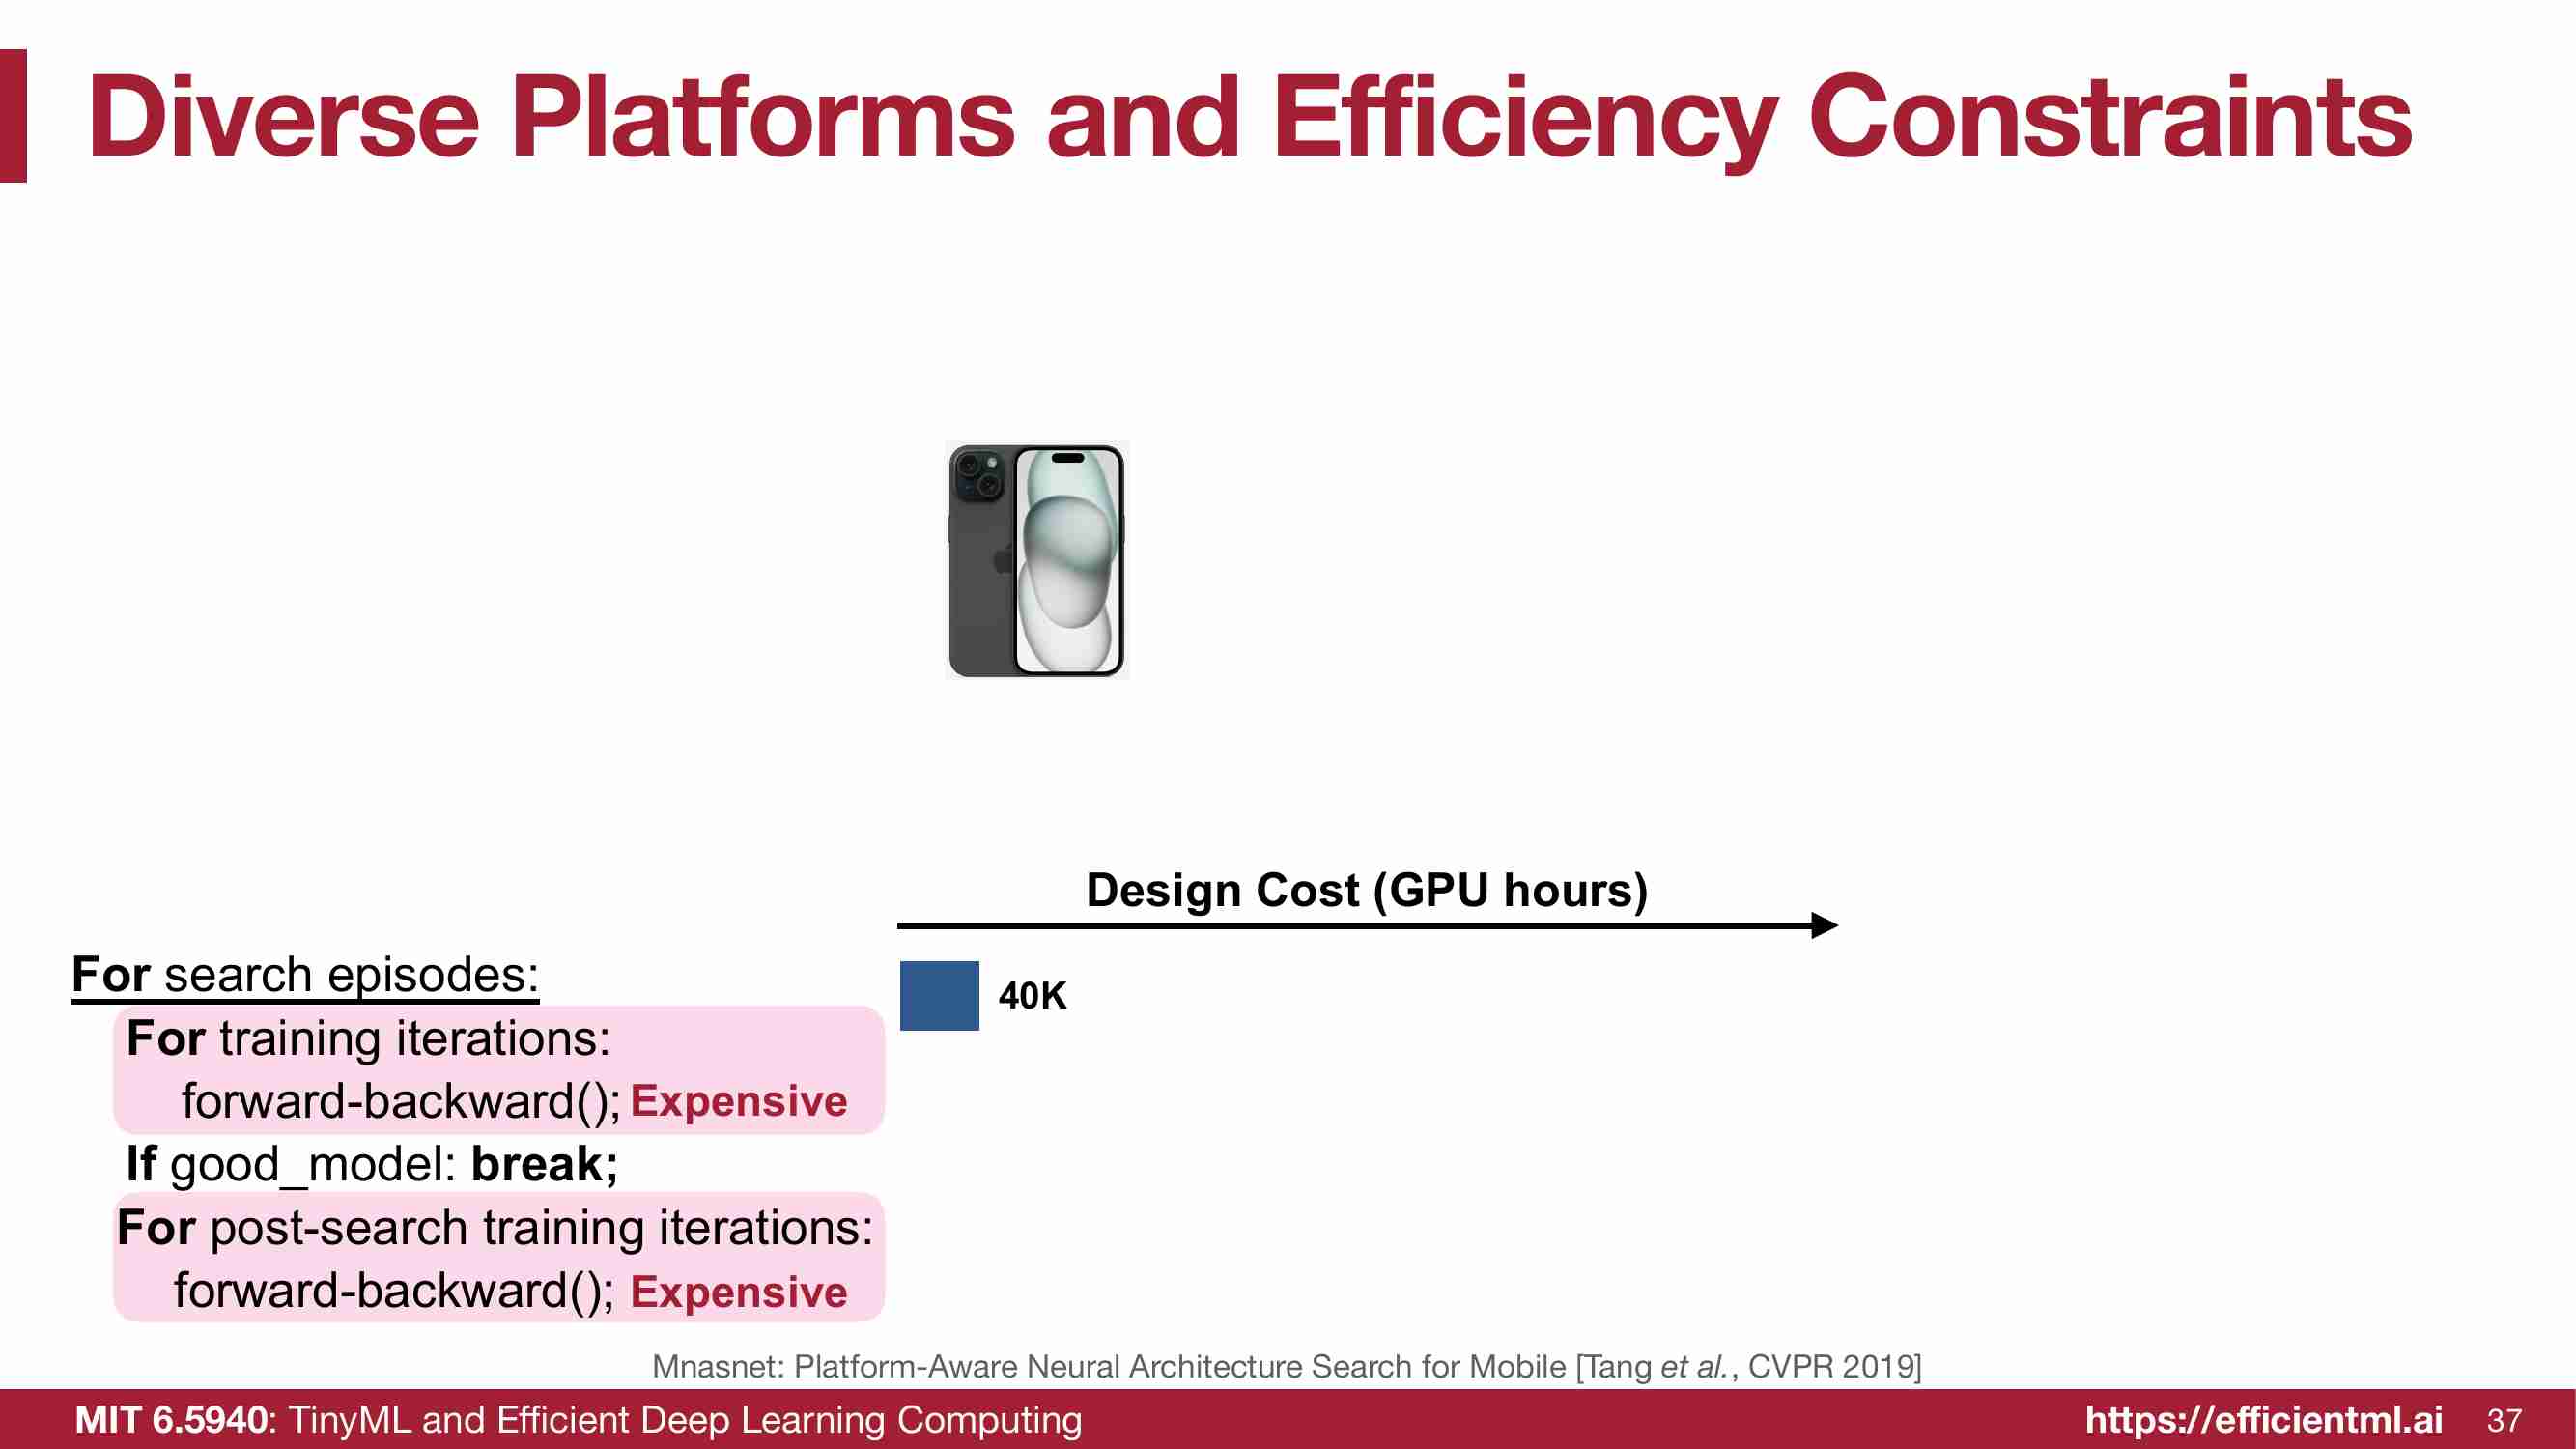 Diverse Platforms and Efficiency Constraints
Design Cost (GPU hours)
40K
For search episodes:
For training iterations:
forward-backward(); Expensive
If good_model: break;
For post-search training iterations:
forward-backward(); Expensive
Mnasnet: Platform-Aware Neural Architecture Search for Mobile [Tang et al., CVPR 2019]
MIT 6.5940: TinyML and Efficient Deep Learning Computing
https://efficientml.ai 37